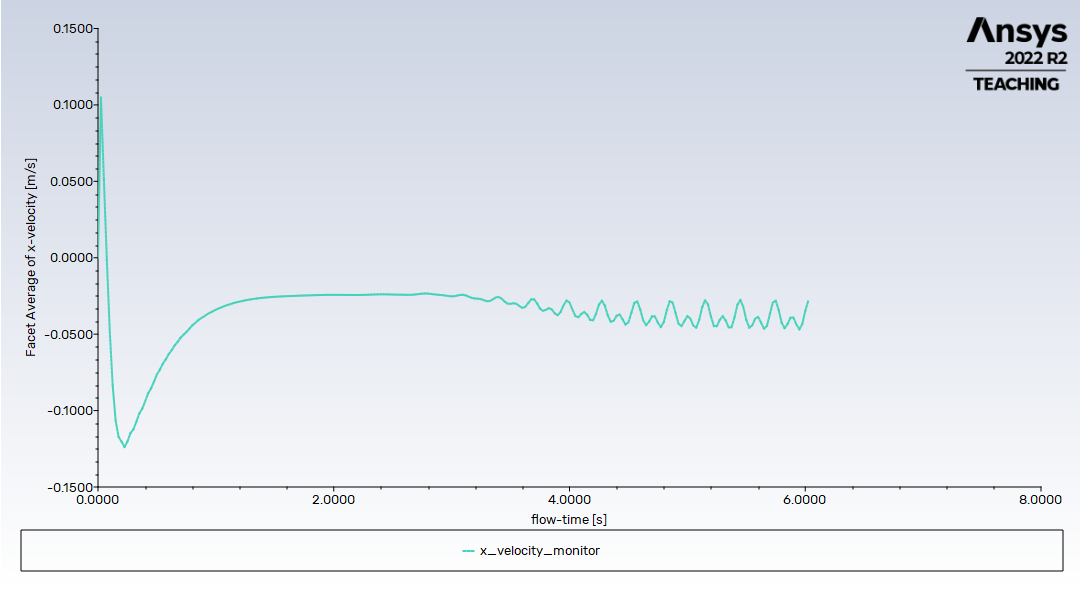 Ansys
2022 R2
TEACHING
Facet Average of x-velocity [m/s]
0.1500
0.1000
0.0500
0.0000
-0.0500
-0.1000
-0.1500
0.0000 2.0000 4.0000 6.0000 8.0000
flow-time [s]
x_velocity_monitor